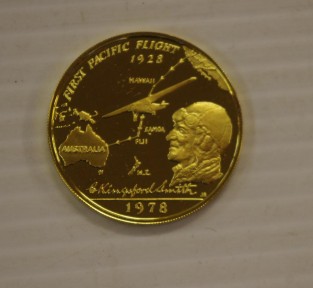 FIRST PACIFIC FLIGHT
1928
HAWAII
SAMOA
FIJI
AUSTRALIA
N.Z.
C Kingsford Smith
1978